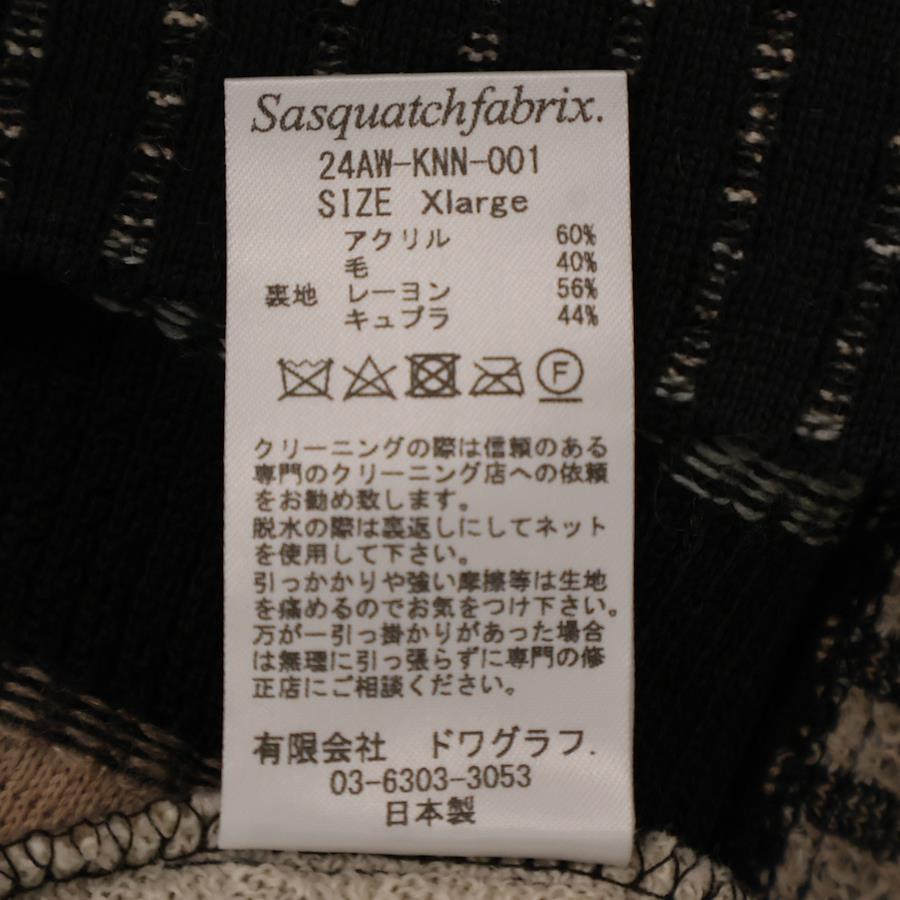 Sasquatchfabrix.
24AW-KNN-001
SIZE Xlarge
アクリル 60%
毛 40%
裏地 レーヨン 56%
キュプラ 44%
F
クリーニングの際は信頼のある
専門のクリーニング店への依頼
をお勧め致します。
脱水の際は裏返しにしてネット
を使用して下さい。
引っかかりや強い摩擦等は生地
を痛めるのでお気をつけ下さい。
万が一引っ掛かりがあった場合
は無理に引っ張らずに専門の修
正店にご相談ください。
有限会社 ドワグラフ.
03-6303-3053
日本製